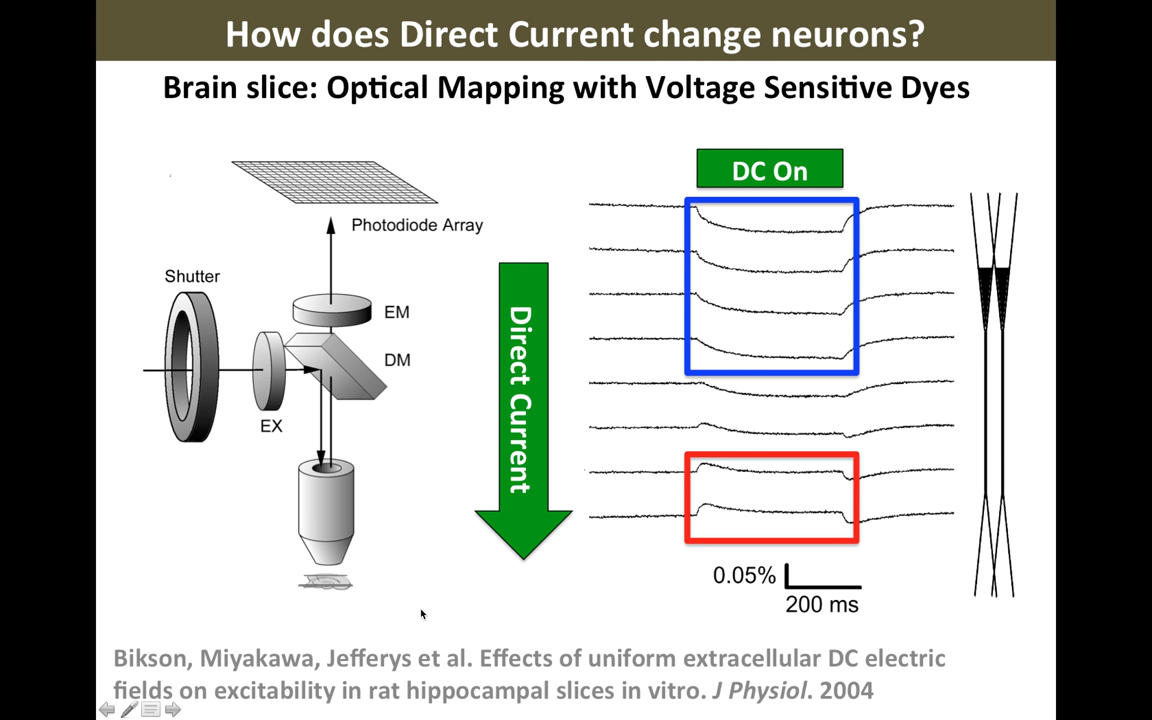 How does Direct Current change neurons?
Brain slice: Optical Mapping with Voltage Sensitive Dyes
DC On
Photodiode Array
Shutter
EM
DM
EX
Direct Current
0.05%
200 ms
Bikson, Miyakawa, Jefferys et al. Effects of uniform extracellular DC electric
fields on excitability in rat hippocampal slices in vitro. J Physiol. 2004